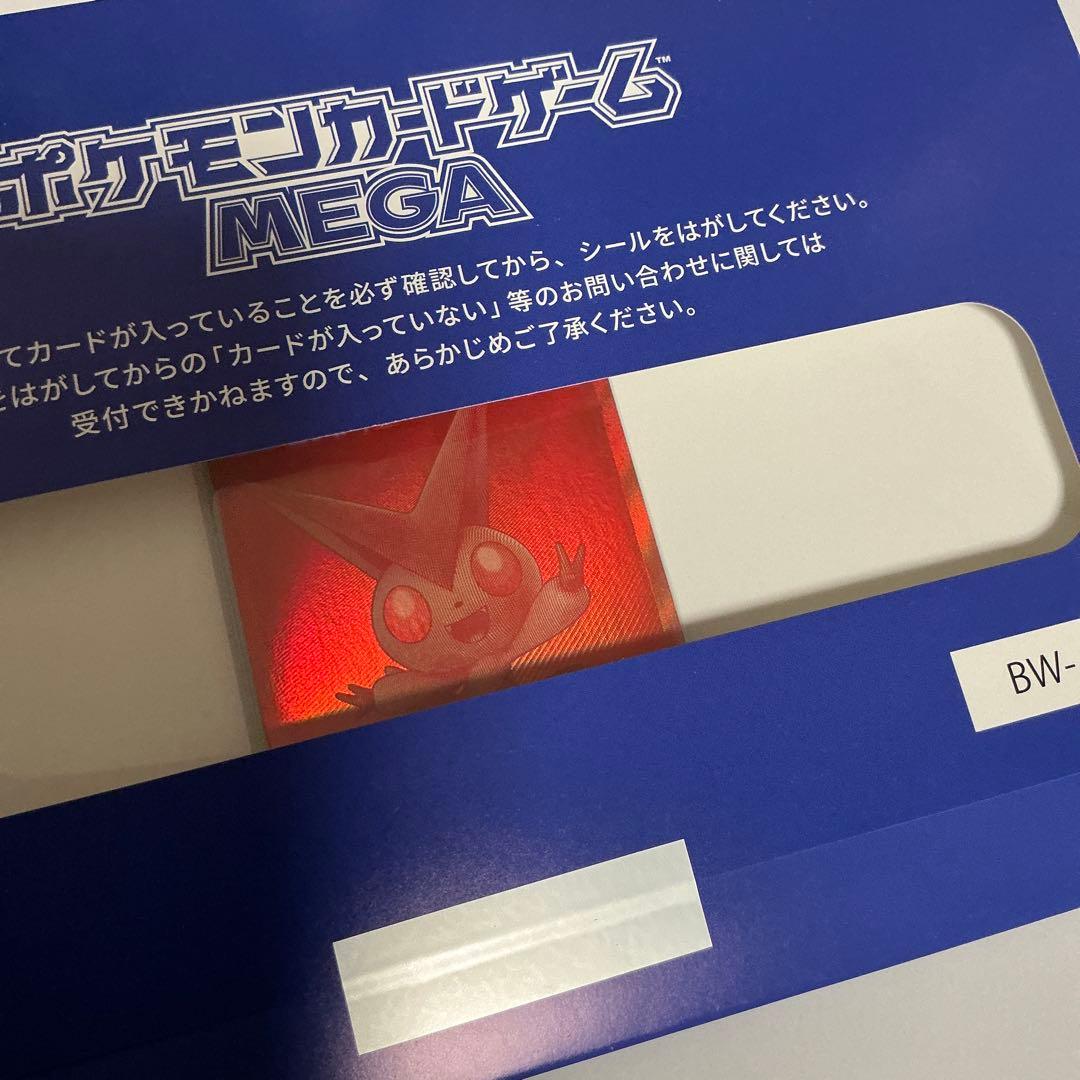 ポケモンカードゲーム™
MEGA
てカードが入っていることを必ず確認してから、シールをはがしてください。
をはがしてからの「カードが入っていない」等のお問い合わせに関しては
受付できかねますので、あらかじめご了承ください。
BW-